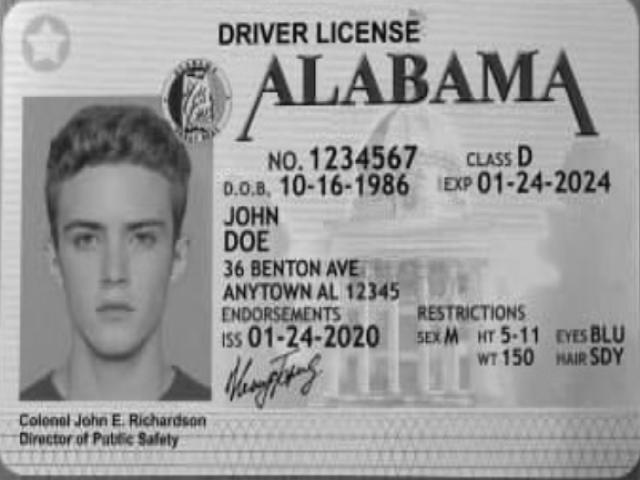 DRIVER LICENSE
ALABAMA
NO. 1234567 CLASS D
D.O.B. 10-16-1986 EXP 01-24-2024
JOHN
DOE
36 BENTON AVE
ANYTOWN AL 12345
ENDORSEMENTS RESTRICTIONS
ISS 01-24-2020 SEX M HT 5-11 EYES BLU
WT 150 HAIR SDY
Colonel John E. Richardson
Director of Public Safety